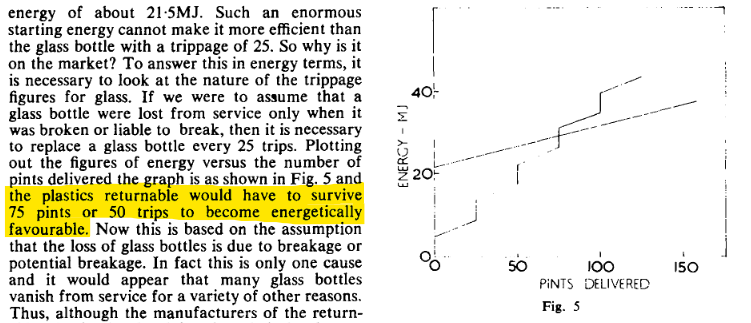 energy of about 21·5MJ. Such an enormous
starting energy cannot make it more efficient than
the glass bottle with a trippage of 25. So why is it
on the market? To answer this in energy terms, it
is necessary to look at the nature of the trippage
figures for glass. If we were to assume that a
glass bottle were lost from service only when it
was broken or liable to break, then it is necessary
to replace a glass bottle every 25 trips. Plotting
out the figures of energy versus the number of
pints delivered the graph is as shown in Fig. 5 and
the plastics returnable would have to survive
75 pints or 50 trips to become energetically
favourable. Now this is based on the assumption
that the loss of glass bottles is due to breakage or
potential breakage. In fact this is only one cause
and it would appear that many glass bottles
vanish from service for a variety of other reasons.
Thus, although the manufacturers of the return-
ENERGY - MJ
40
20
0
0 50 100 150
PINTS DELIVERED
Fig. 5